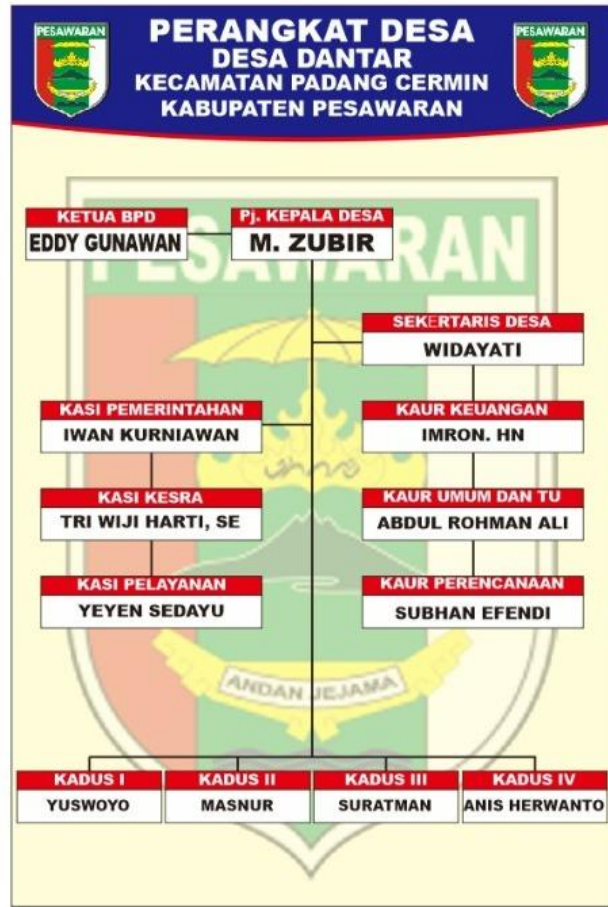 PESAWARAN
PERANGKAT DESA
DESA DANTAR
KECAMATAN PADANG CERMIN
KABUPATEN PESAWARAN
PESAWARAN
PESAWARAN
KETUA BPD
EDDY GUNAWAN
Pj. KEPALA DESA
M. ZUBIR
SEKERTARIS DESA
WIDAYATI
KASI PEMERINTAHAN
IWAN KURNIAWAN
KAUR KEUANGAN
IMRON. HN
KASI KESRA
TRI WIJI HARTI, SE
KAUR UMUM DAN TU
ABDUL ROHMAN ALI
KASI PELAYANAN
YEYEN SEDAYU
KAUR PERENCANAAN
SUBHAN EFENDI
ANDAN JEJAMA
KADUS I
YUSWOYO
KADUS II
MASNUR
KADUS III
SURATMAN
KADUS IV
ANIS HERWANTO